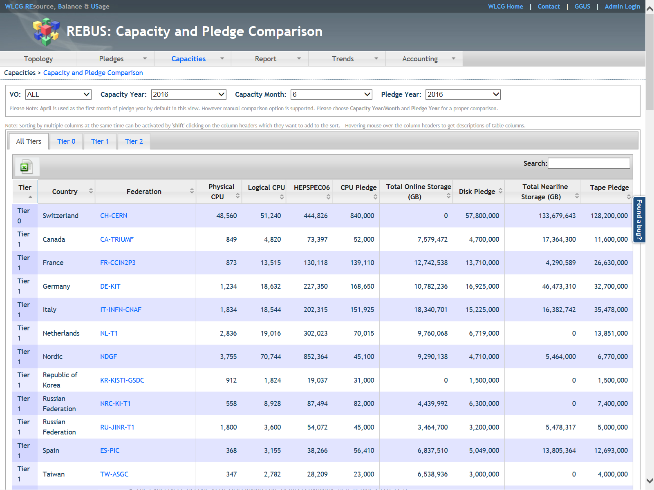 WLCG REsource, Balance & USage
WLCG Home | Contact | GGUS | Admin Login
REBUS: Capacity and Pledge Comparison
Topology Pledges Capacities Report Trends Accounting
Capacities > Capacity and Pledge Comparison
VO: ALL Capacity Year: 2016 Capacity Month: 6 Pledge Year: 2016
Please Note: April is used as the first month of pledge year by default in this view. However manual comparison option is supported. Please choose Capacity Year/Month and Pledge Year for a proper comparison.
Note: Sorting by multiple columns at the same time can be activated by 'Shift' clicking on the column headers which they want to add to the sort. Hovering mouse over the column headers to get descriptions of table columns.
All Tiers Tier 0 Tier 1 Tier 2
Search:
Tier Country Federation Physical CPU Logical CPU HEPSPEC06 CPU Pledge Total Online Storage (GB) Disk Pledge Total Nearline Storage (GB) Tape Pledge
Tier 0 Switzerland CH-CERN 48,560 51,240 444,826 840,000 0 57,800,000 133,679,643 128,200,000
Tier 1 Canada CA-TRIUMF 849 4,820 73,397 52,000 7,579,472 4,700,000 17,364,300 11,600,000
Tier 1 France FR-CCIN2P3 873 13,515 130,118 139,110 12,742,538 13,710,000 4,290,589 26,630,000
Tier 1 Germany DE-KIT 1,234 18,632 227,350 168,650 10,782,236 16,925,000 46,473,310 32,700,000
Tier 1 Italy IT-INFN-CNAF 1,834 18,544 202,315 151,925 18,340,701 15,225,000 16,382,742 35,478,000
Tier 1 Netherlands NL-T1 2,836 19,016 302,023 70,015 9,760,068 6,719,000 0 13,851,000
Tier 1 Nordic NDGF 3,755 70,744 852,364 45,100 9,290,138 4,710,000 5,464,000 6,770,000
Tier 1 Republic of Korea KR-KISTI-GSDC 912 1,824 19,037 31,000 0 1,500,000 0 1,500,000
Tier 1 Russian Federation NRC-KI-T1 558 8,928 87,494 82,000 4,439,992 6,300,000 0 7,400,000
Tier 1 Russian Federation RU-JINR-T1 1,800 3,600 54,072 45,000 3,464,700 3,200,000 5,478,317 5,000,000
Tier 1 Spain ES-PIC 368 3,155 38,266 56,410 6,837,510 5,049,000 13,805,364 12,693,000
Tier 1 Taiwan TW-ASGC 347 2,782 28,209 23,000 6,538,936 3,000,000 0 4,000,000
Found a bug?